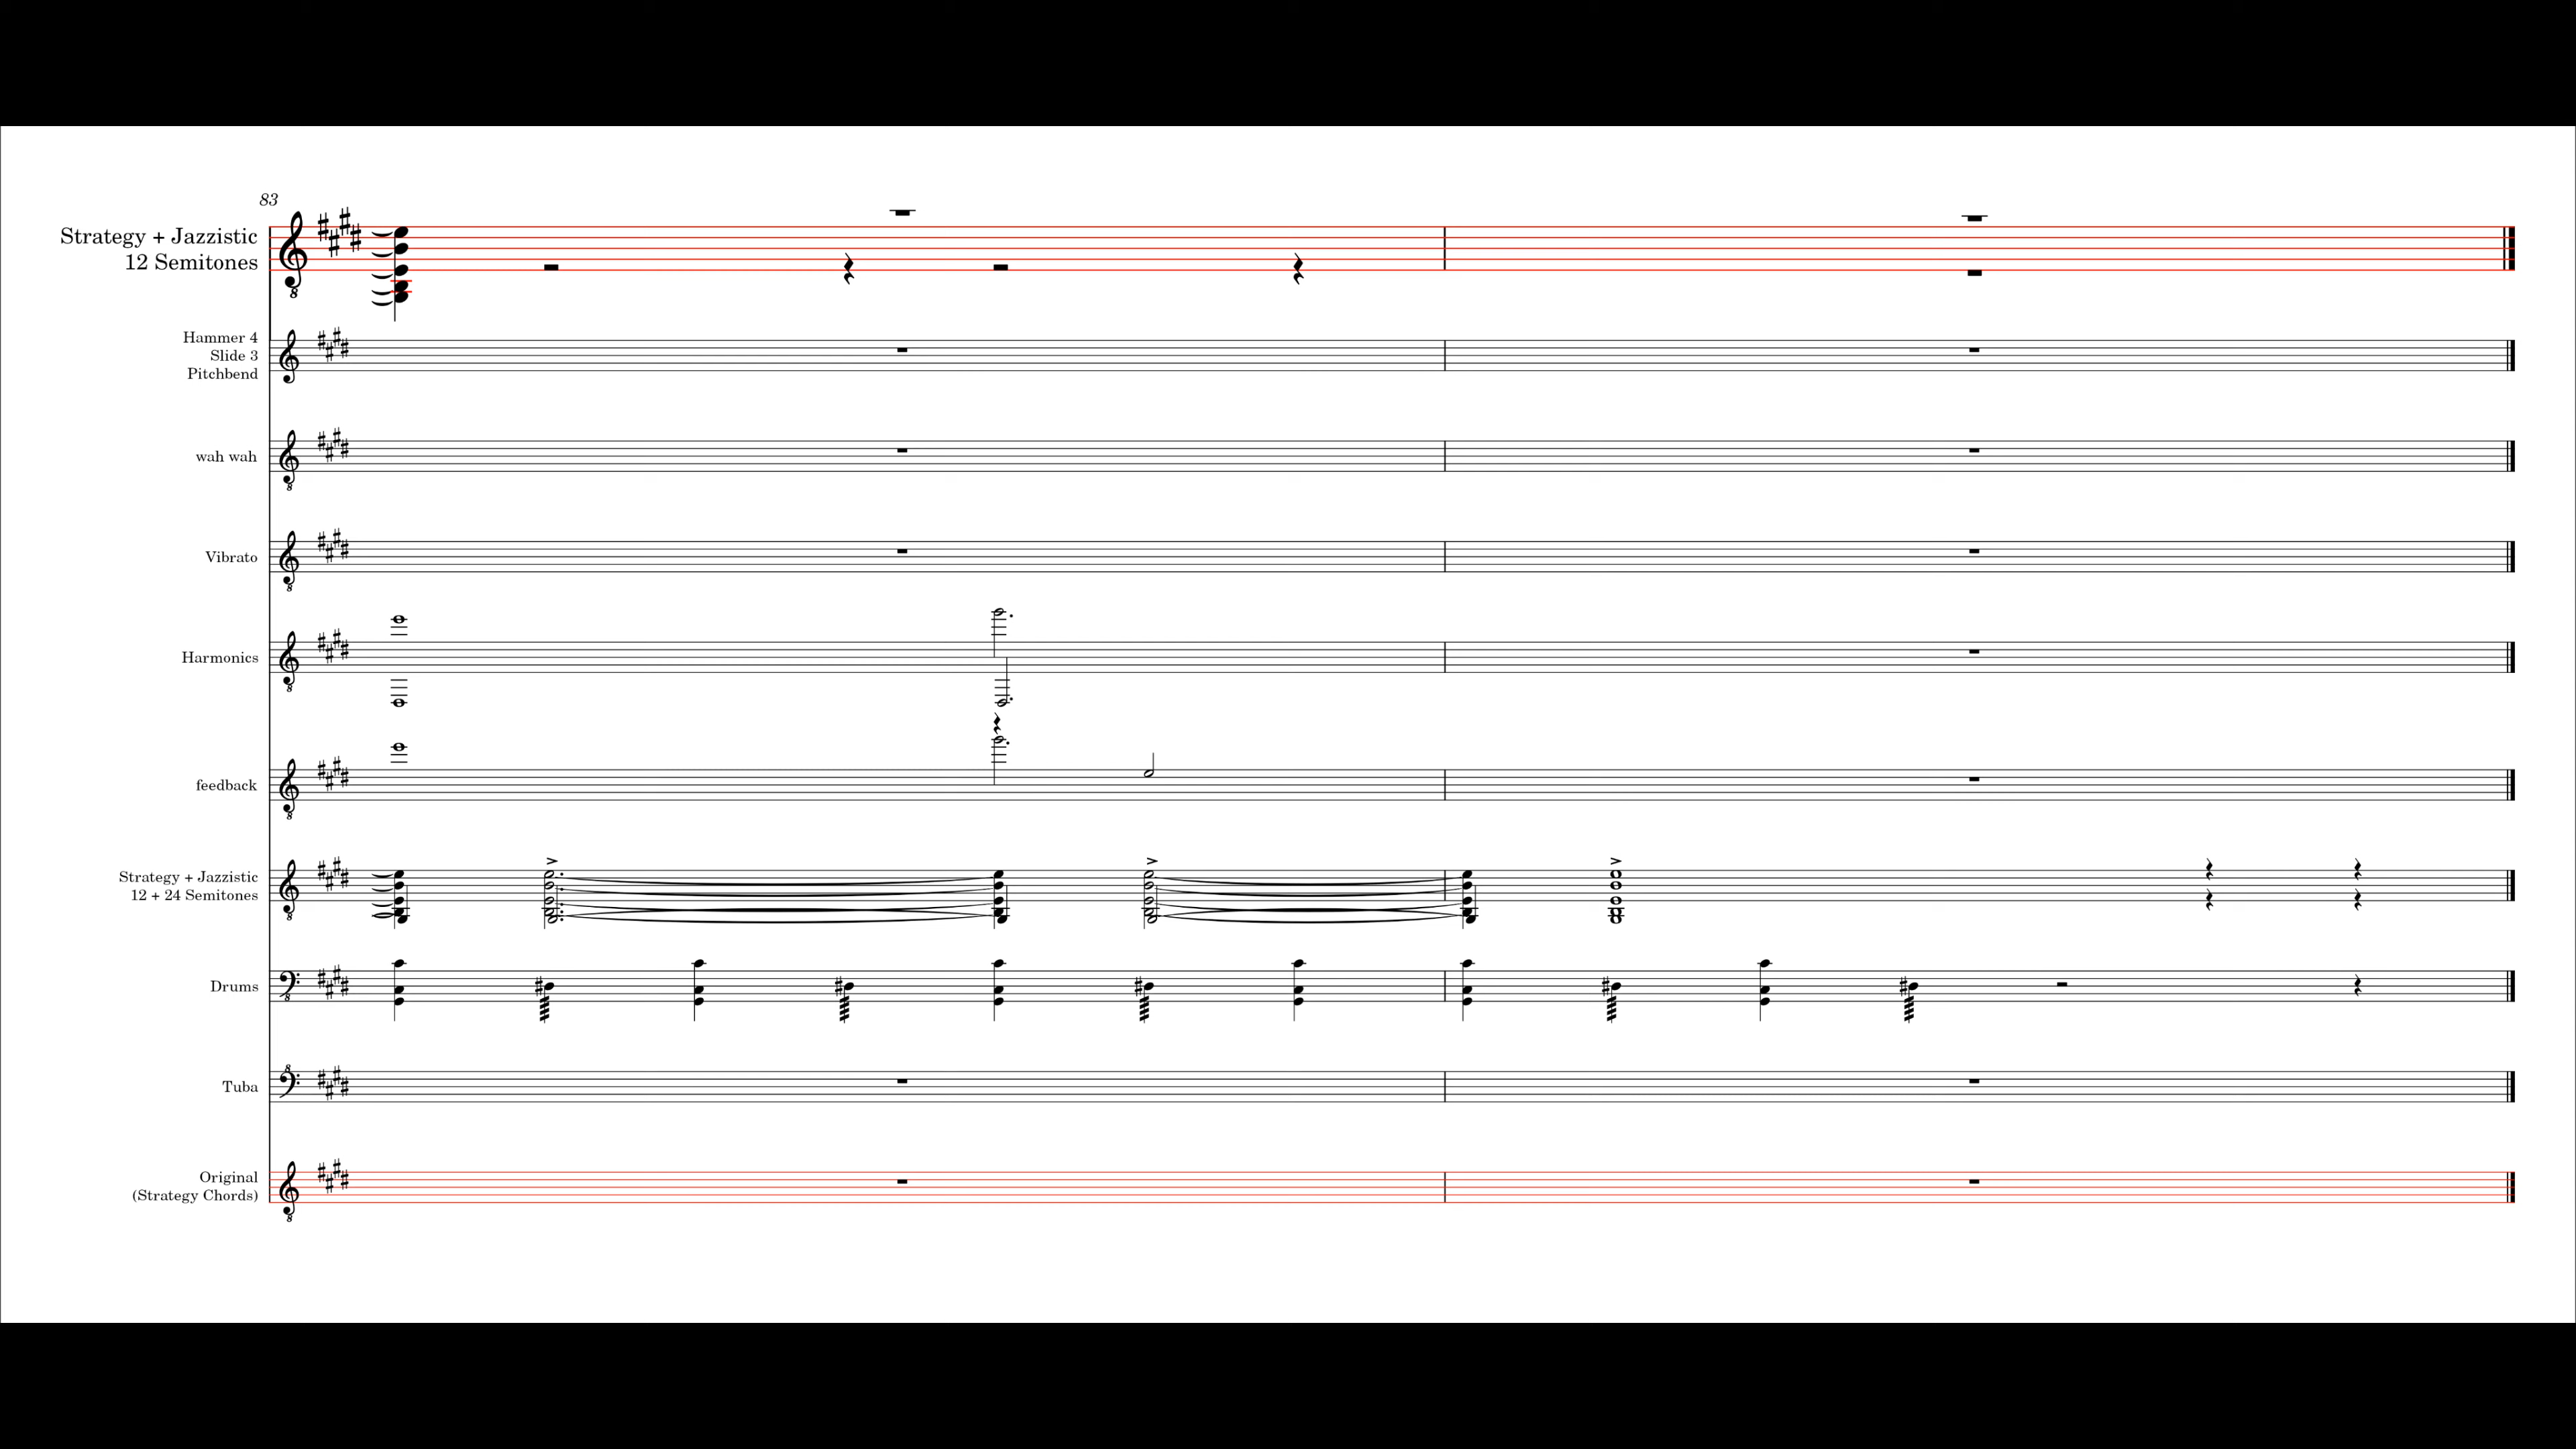 83
Strategy + Jazzistic
12 Semitones
Hammer 4
Slide 3
Pitchbend
wah wah
Vibrato
Harmonics
feedback
Strategy + Jazzistic
12 + 24 Semitones
Drums
Tuba
Original
(Strategy Chords)